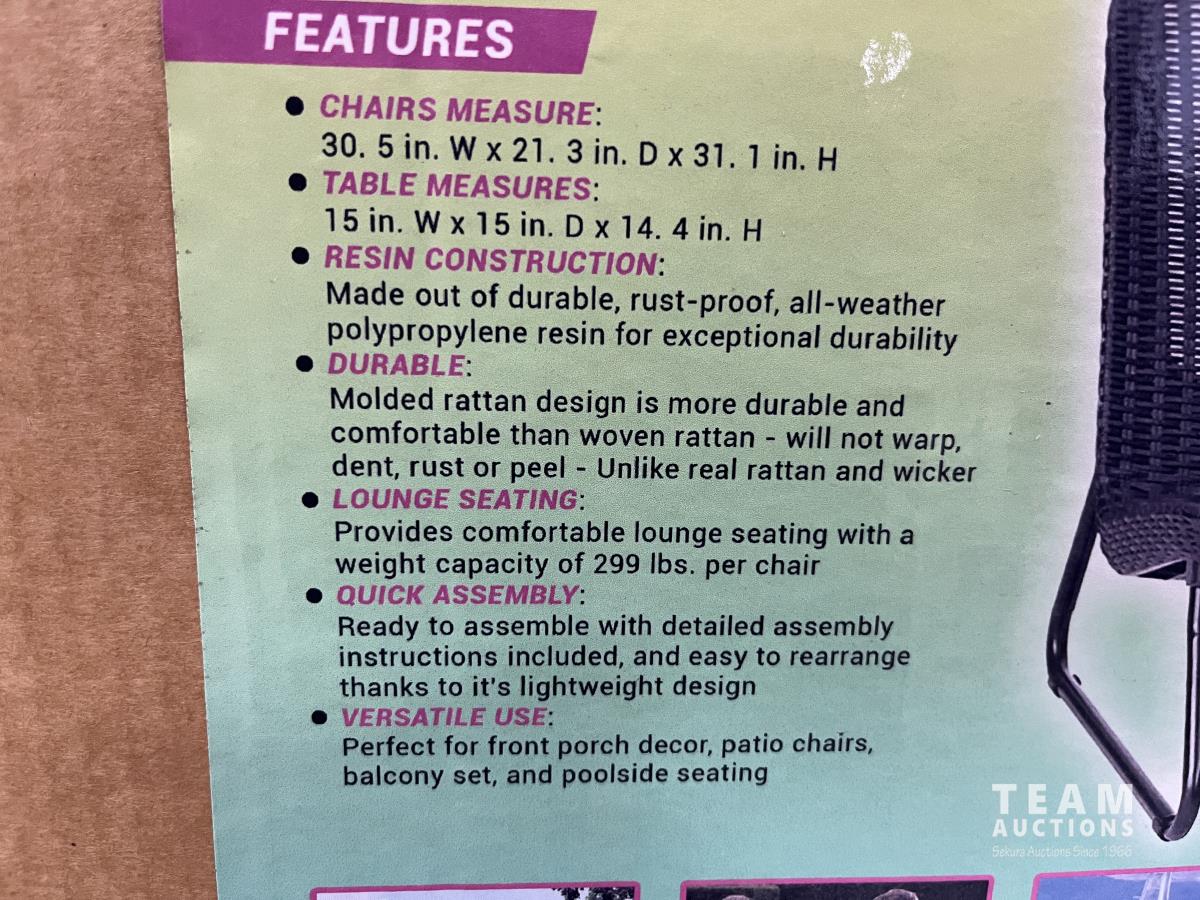 FEATURES
● CHAIRS MEASURE:
30. 5 in. W x 21. 3 in. D x 31. 1 in. H
● TABLE MEASURES:
15 in. W x 15 in. D x 14. 4 in. H
● RESIN CONSTRUCTION:
Made out of durable, rust-proof, all-weather
polypropylene resin for exceptional durability
● DURABLE:
Molded rattan design is more durable and
comfortable than woven rattan - will not warp,
dent, rust or peel - Unlike real rattan and wicker
● LOUNGE SEATING:
Provides comfortable lounge seating with a
weight capacity of 299 lbs. per chair
● QUICK ASSEMBLY:
Ready to assemble with detailed assembly
instructions included, and easy to rearrange
thanks to it's lightweight design
● VERSATILE USE:
Perfect for front porch decor, patio chairs,
balcony set, and poolside seating
TEAM
AUCTIONS
Sekura Auctions Since 1966